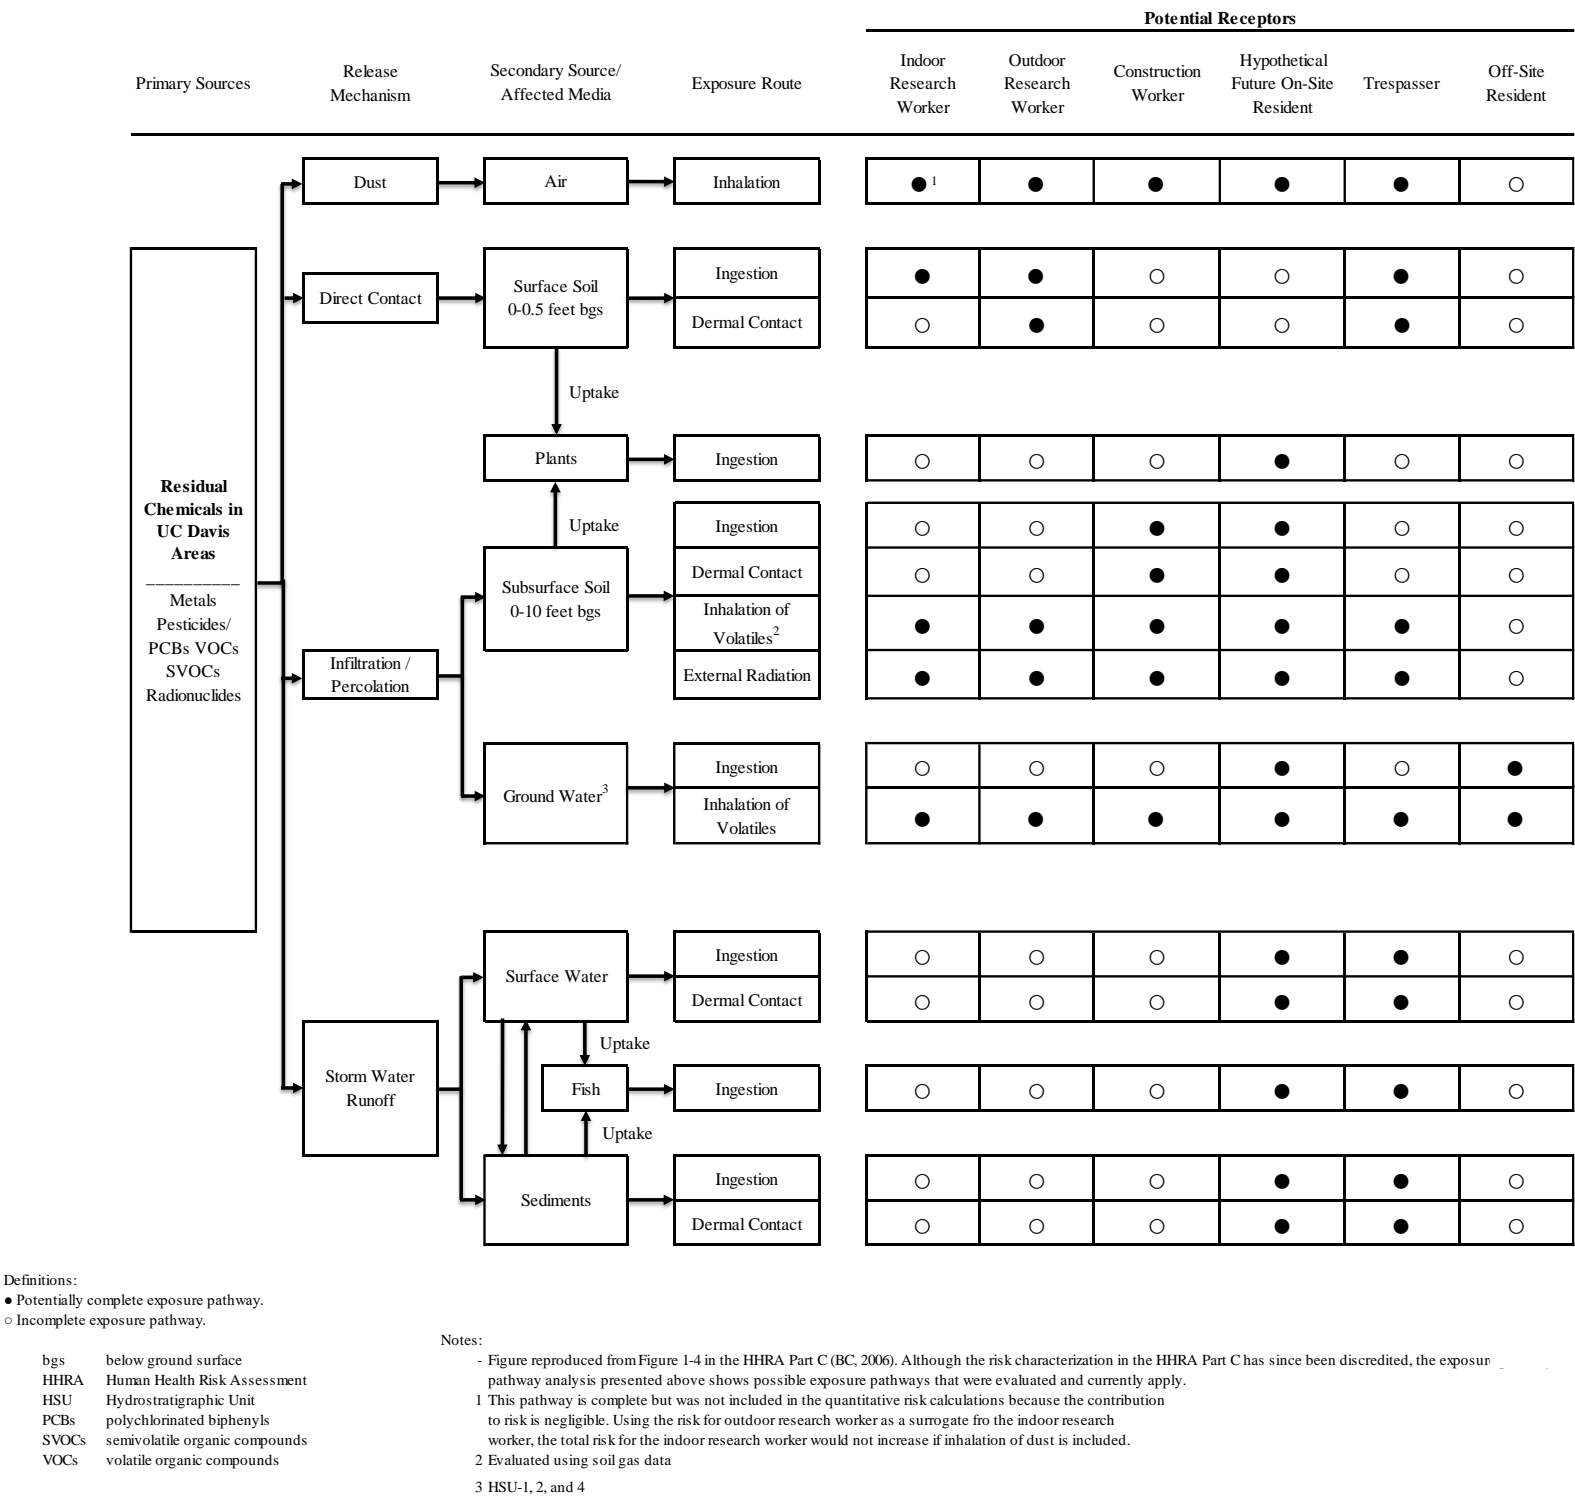 Potential Receptors
Primary Sources
Release
Mechanism
Secondary Source/
Affected Media
Exposure Route
Indoor
Research
Worker
Outdoor
Research
Worker
Construction
Worker
Hypothetical
Future On-Site
Resident
Trespasser
Off-Site
Resident
Dust
Air
Inhalation
● 1
●
●
●
●
○
Direct Contact
Surface Soil
0-0.5 feet bgs
Ingestion
● ● ○ ○ ● ○
Dermal Contact
○ ● ○ ○ ● ○
Uptake
Plants
Ingestion
○ ○ ○ ● ○ ○
Uptake
Residual
Chemicals in
UC Davis
Areas
__________
Metals
Pesticides/
PCBs VOCs
SVOCs
Radionuclides
Infiltration /
Percolation
Subsurface Soil
0-10 feet bgs
Ingestion
○ ○ ● ● ○ ○
Dermal Contact
○ ○ ● ● ○ ○
Inhalation of
Volatiles2
● ● ● ● ● ○
External Radiation
● ● ● ● ● ○
Ground Water3
Ingestion
○ ○ ○ ● ○ ●
Inhalation of
Volatiles
● ● ● ● ● ●
Storm Water
Runoff
Surface Water
Ingestion
○ ○ ○ ● ● ○
Dermal Contact
○ ○ ○ ● ● ○
Uptake
Fish
Ingestion
○ ○ ○ ● ● ○
Uptake
Sediments
Ingestion
○ ○ ○ ● ● ○
Dermal Contact
○ ○ ○ ● ● ○
Definitions:
● Potentially complete exposure pathway.
○ Incomplete exposure pathway.
bgs below ground surface
HHRA Human Health Risk Assessment
HSU Hydrostratigraphic Unit
PCBs polychlorinated biphenyls
SVOCs semivolatile organic compounds
VOCs volatile organic compounds
Notes:
- Figure reproduced from Figure 1-4 in the HHRA Part C (BC, 2006). Although the risk characterization in the HHRA Part C has since been discredited, the
pathway analysis presented above shows possible exposure pathways that were evaluated and currently apply.
1 This pathway is complete but was not included in the quantitative risk calculations because the contribution
to risk is negligible. Using the risk for outdoor research worker as a surrogate fro the indoor research
worker, the total risk for the indoor research worker would not increase if inhalation of dust is included.
2 Evaluated using soil gas data
3 HSU-1, 2, and 4